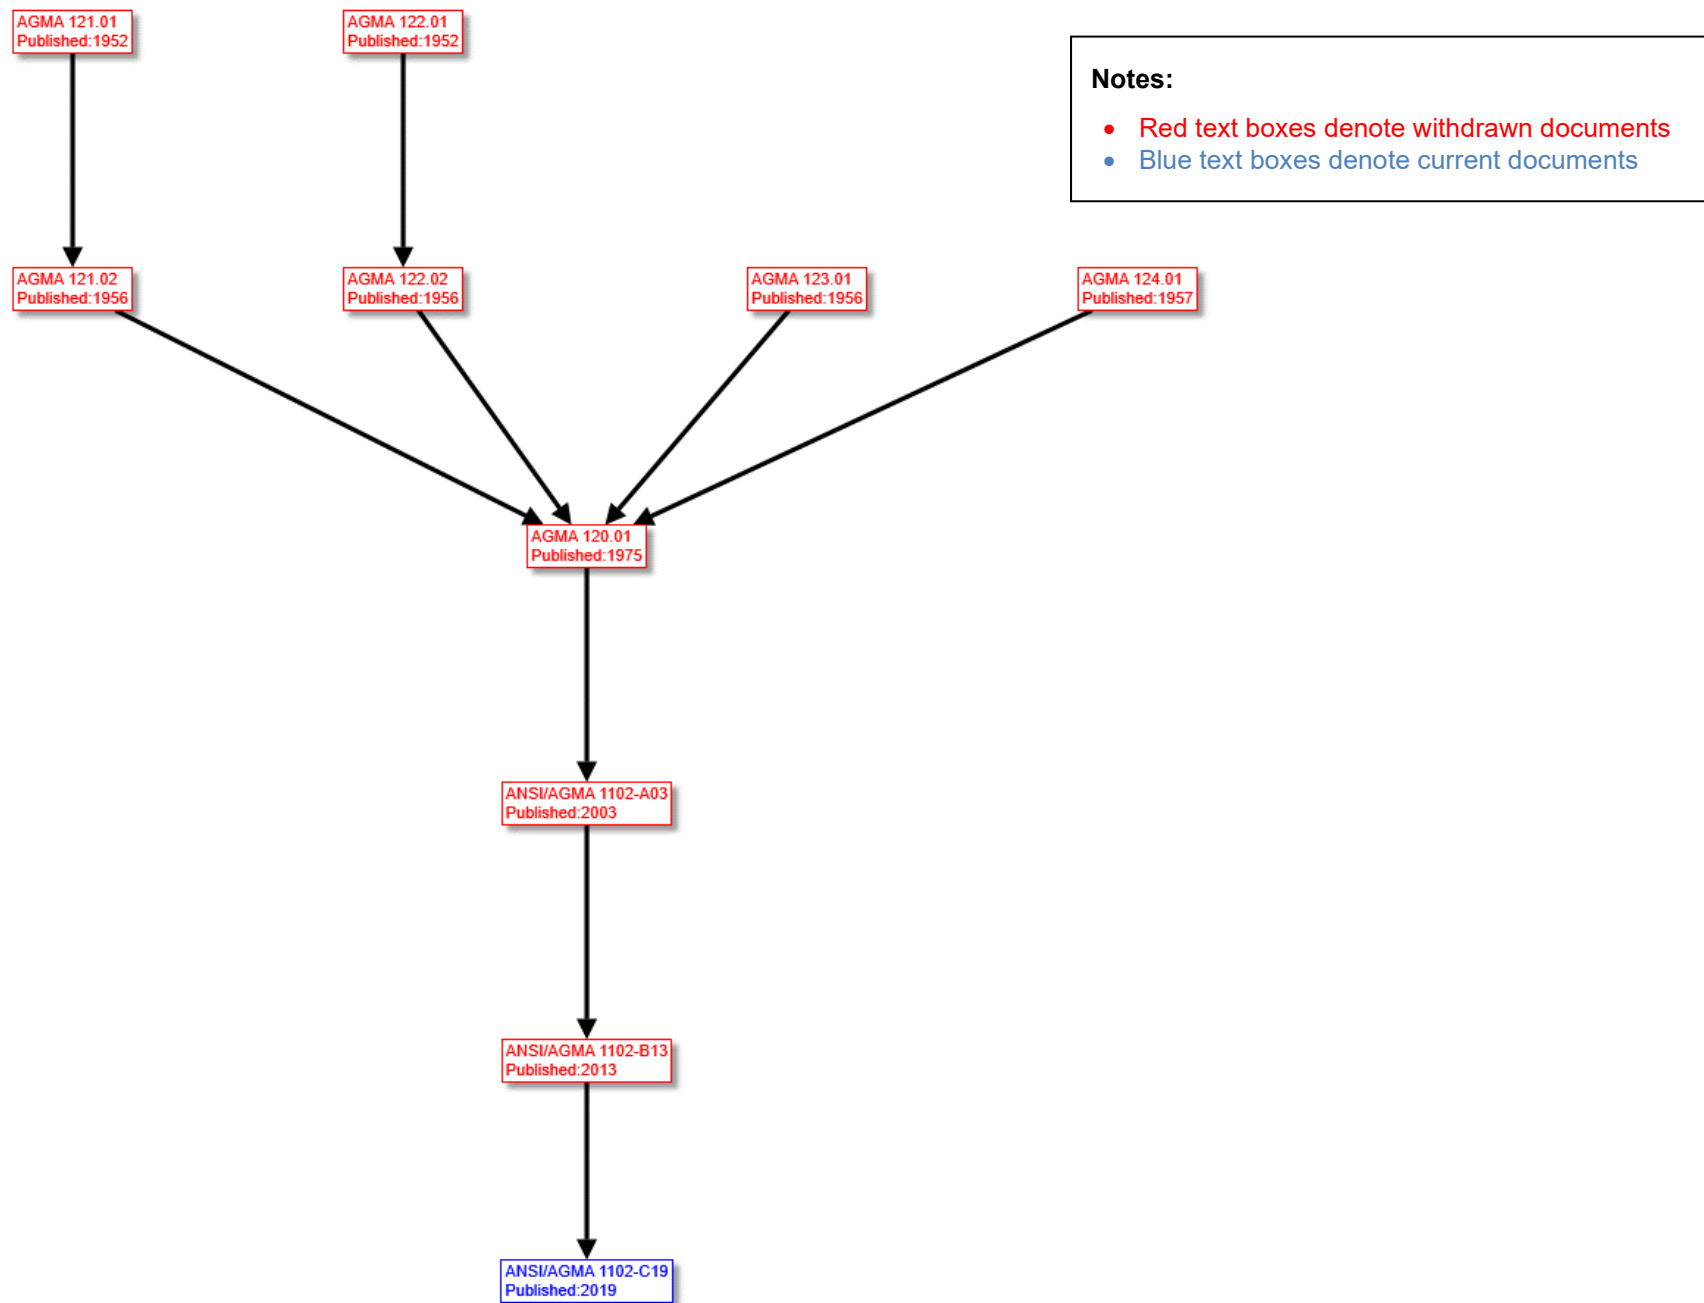 AGMA 121.01
Published:1952
AGMA 122.01
Published:1952
Notes:
• Red text boxes denote withdrawn documents
• Blue text boxes denote current documents
AGMA 121.02
Published:1956
AGMA 122.02
Published:1956
AGMA 123.01
Published:1956
AGMA 124.01
Published:1957
AGMA 120.01
Published:1975
ANSI/AGMA 1102-A03
Published:2003
ANSI/AGMA 1102-B13
Published:2013
ANSI/AGMA 1102-C19
Published:2019